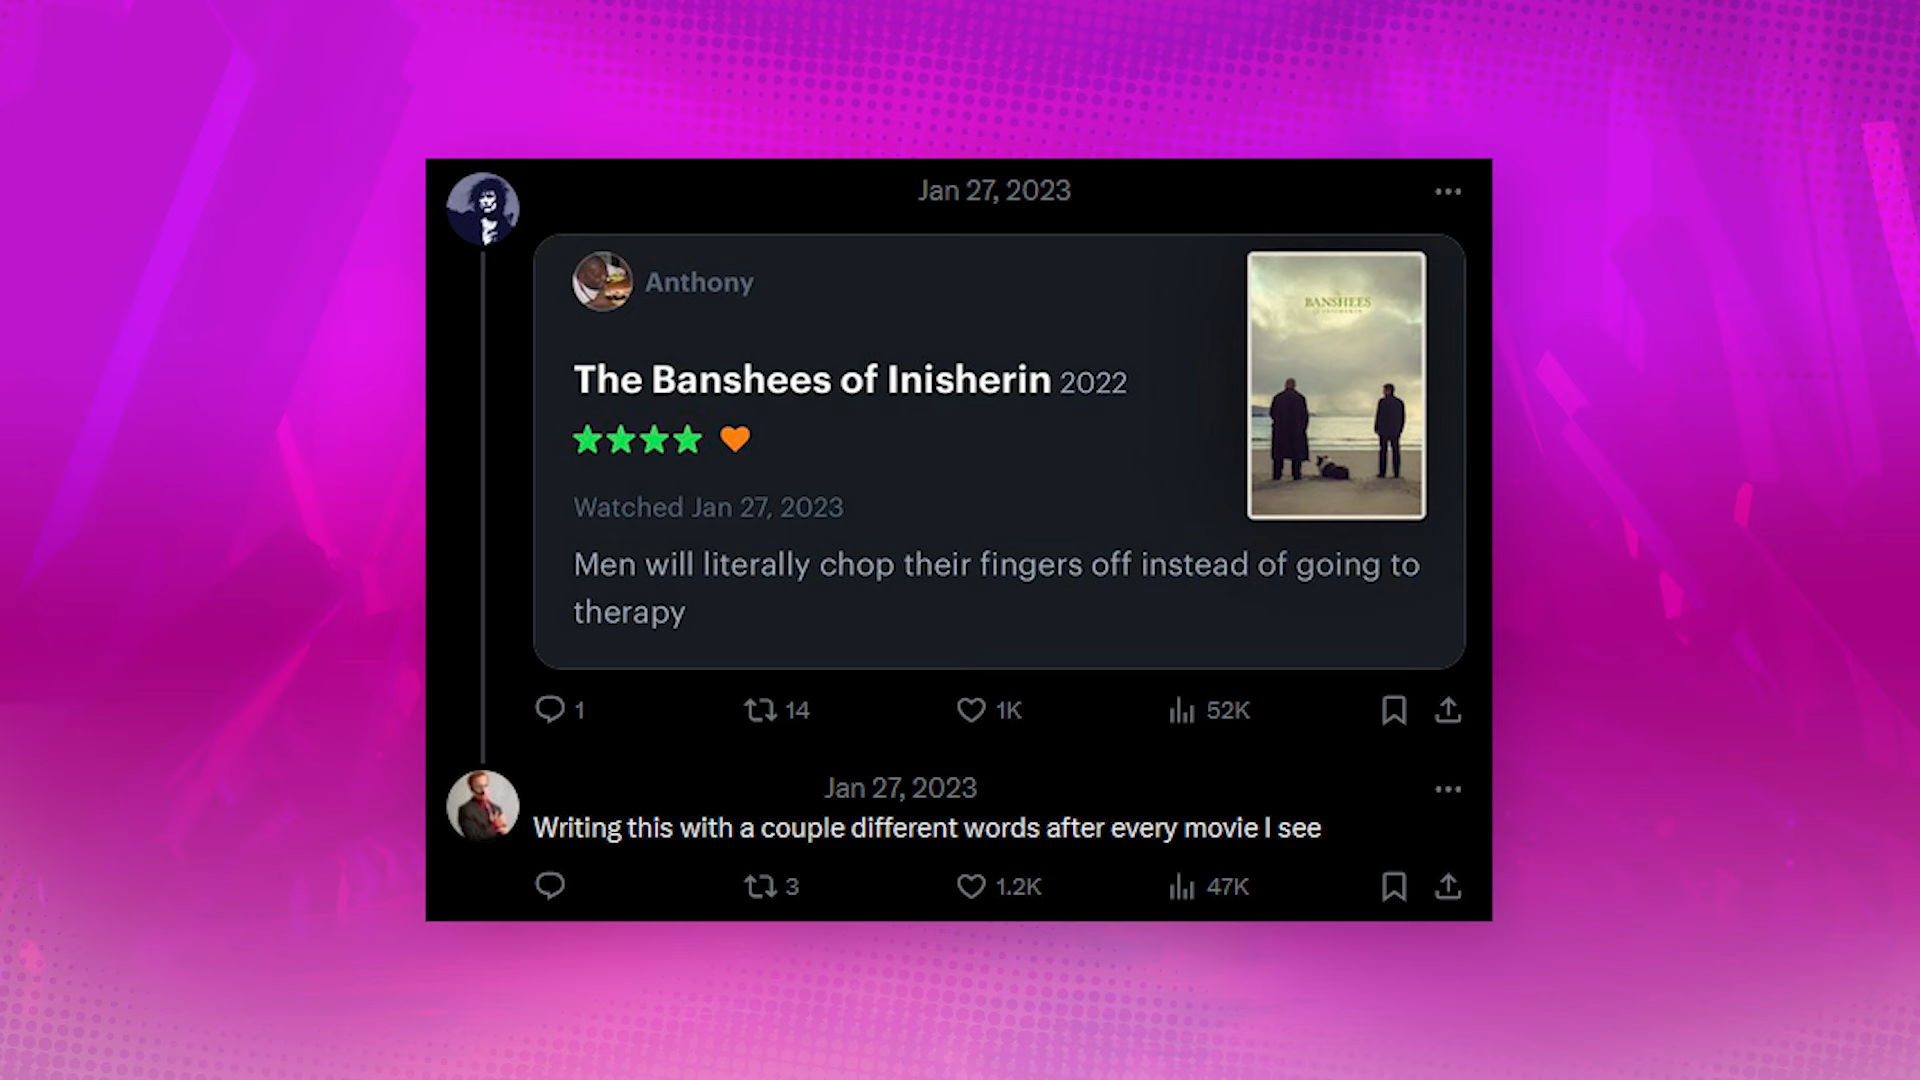 Jan 27, 2023
Anthony
BANSHEES
The Banshees of Inisherin 2022
Watched Jan 27, 2023
Men will literally chop their fingers off instead of going to
therapy
1 14 1K 52K
Jan 27, 2023
Writing this with a couple different words after every movie I see
3 1.2K 47K